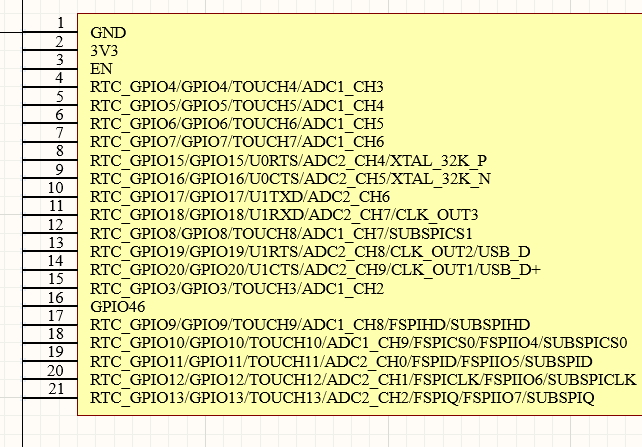 1 GND
2 3V3
3 EN
4 RTC_GPIO4/GPIO4/TOUCH4/ADC1_CH3
5 RTC_GPIO5/GPIO5/TOUCH5/ADC1_CH4
6 RTC_GPIO6/GPIO6/TOUCH6/ADC1_CH5
7 RTC_GPIO7/GPIO7/TOUCH7/ADC1_CH6
8 RTC_GPIO15/GPIO15/U0RTS/ADC2_CH4/XTAL_32K_P
9 RTC_GPIO16/GPIO16/U0CTS/ADC2_CH5/XTAL_32K_N
10 RTC_GPIO17/GPIO17/U1TXD/ADC2_CH6
11 RTC_GPIO18/GPIO18/U1RXD/ADC2_CH7/CLK_OUT3
12 RTC_GPIO8/GPIO8/TOUCH8/ADC1_CH7/SUBSPICS1
13 RTC_GPIO19/GPIO19/U1RTS/ADC2_CH8/CLK_OUT2/USB_D
14 RTC_GPIO20/GPIO20/U1CTS/ADC2_CH9/CLK_OUT1/USB_D+
15 RTC_GPIO3/GPIO3/TOUCH3/ADC1_CH2
16 GPIO46
17 RTC_GPIO9/GPIO9/TOUCH9/ADC1_CH8/FSPIHD/SUBSPIHD
18 RTC_GPIO10/GPIO10/TOUCH10/ADC1_CH9/FSPICS0/FSPIIO4/SUBSPICS0
19 RTC_GPIO11/GPIO11/TOUCH11/ADC2_CH0/FSPID/FSPIIO5/SUBSPID
20 RTC_GPIO12/GPIO12/TOUCH12/ADC2_CH1/FSPICLK/FSPIIO6/SUBSPICLK
21 RTC_GPIO13/GPIO13/TOUCH13/ADC2_CH2/FSPIQ/FSPIIO7/SUBSPIQ